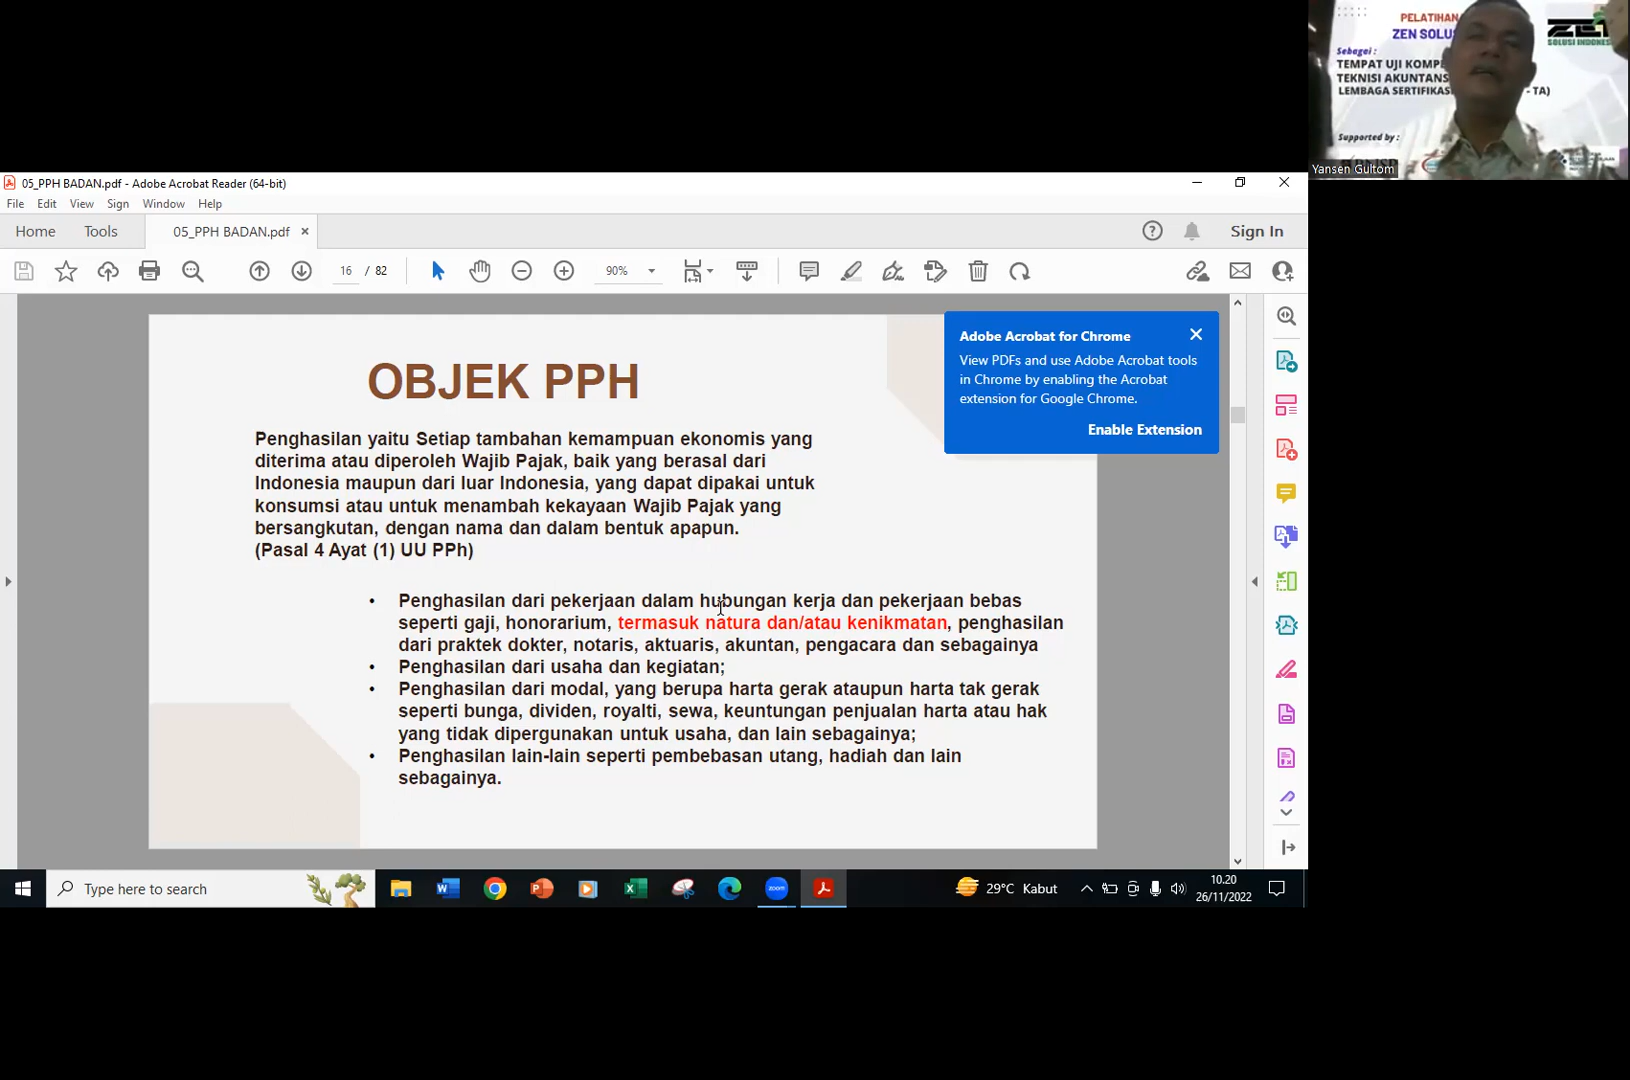 PELATIHAN
ZEN SOLUS
Sebagai :
TEMPAT UJI KOMP
TEKNISI AKUNTANS
LEMBAGA SERTIFIKAS - TA)
Supported by :
ZEN
SOLUSI INDONES
Yansen Gultom
05_PPH BADAN.pdf - Adobe Acrobat Reader (64-bit)
File Edit View Sign Window Help
Home Tools 05_PPH BADAN.pdf × Sign In
16 / 82 90%
Adobe Acrobat for Chrome
View PDFs and use Adobe Acrobat tools
in Chrome by enabling the Acrobat
extension for Google Chrome.
Enable Extension
OBJEK PPH
Penghasilan yaitu Setiap tambahan kemampuan ekonomis yang
diterima atau diperoleh Wajib Pajak, baik yang berasal dari
Indonesia maupun dari luar Indonesia, yang dapat dipakai untuk
konsumsi atau untuk menambah kekayaan Wajib Pajak yang
bersangkutan, dengan nama dan dalam bentuk apapun.
(Pasal 4 Ayat (1) UU PPh)
• Penghasilan dari pekerjaan dalam hubungan kerja dan pekerjaan bebas
seperti gaji, honorarium, termasuk natura dan/atau kenikmatan, penghasilan
dari praktek dokter, notaris, aktuaris, akuntan, pengacara dan sebagainya
• Penghasilan dari usaha dan kegiatan;
• Penghasilan dari modal, yang berupa harta gerak ataupun harta tak gerak
seperti bunga, dividen, royalti, sewa, keuntungan penjualan harta atau hak
yang tidak dipergunakan untuk usaha, dan lain sebagainya;
• Penghasilan lain-lain seperti pembebasan utang, hadiah dan lain
sebagainya.
Type here to search
zoom
29°C Kabut
10.20
26/11/2022